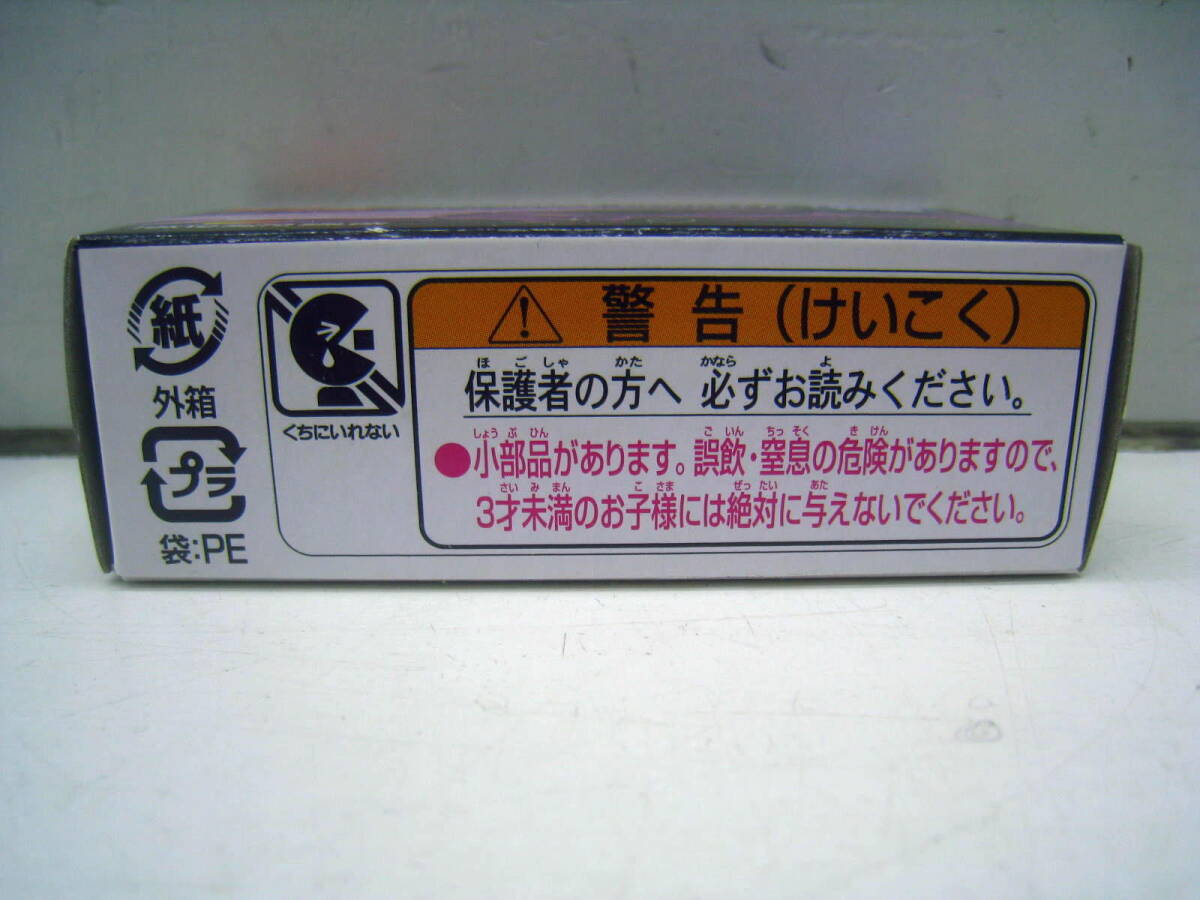 紙
外箱
プラ
袋:PE
くちにいれない
警告(けいこく)
ほごしゃ かた かなら よ
保護者の方へ 必ずお読みください。
しょうぶひん ごいん ちっそく きけん
●小部品があります。誤飲・窒息の危険がありますので、
さいみまん こさま ぜったい あた
3才未満のお子様には絶対に与えないでください。